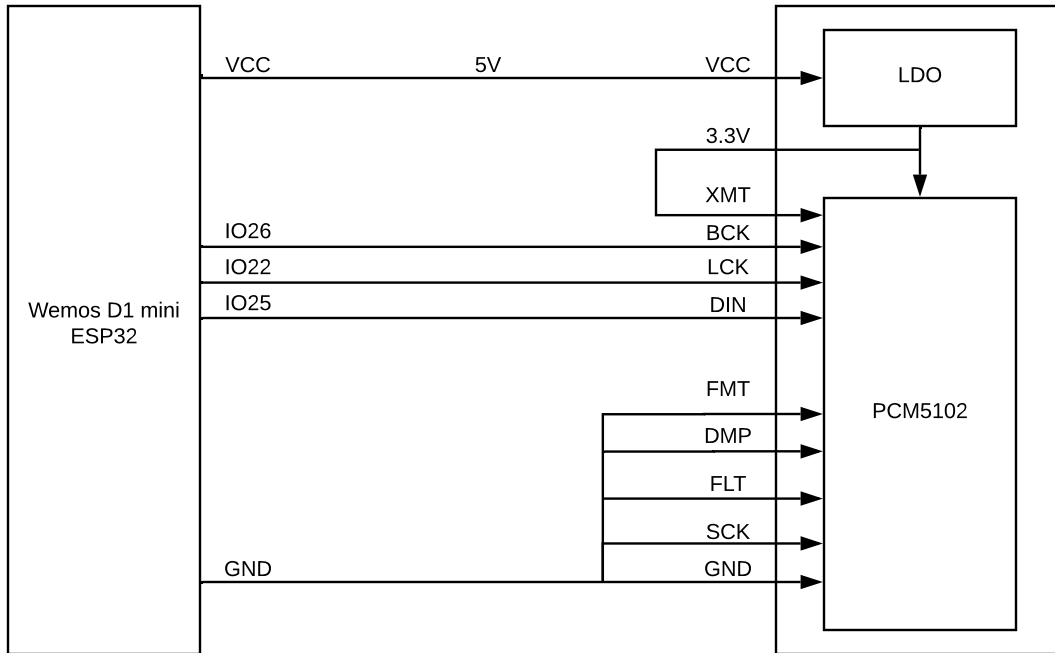 VCC
5V
VCC
LDO
3.3V
XMT
IO26
BCK
IO22
LCK
IO25
DIN
Wemos D1 mini
ESP32
FMT
PCM5102
DMP
FLT
SCK
GND
GND